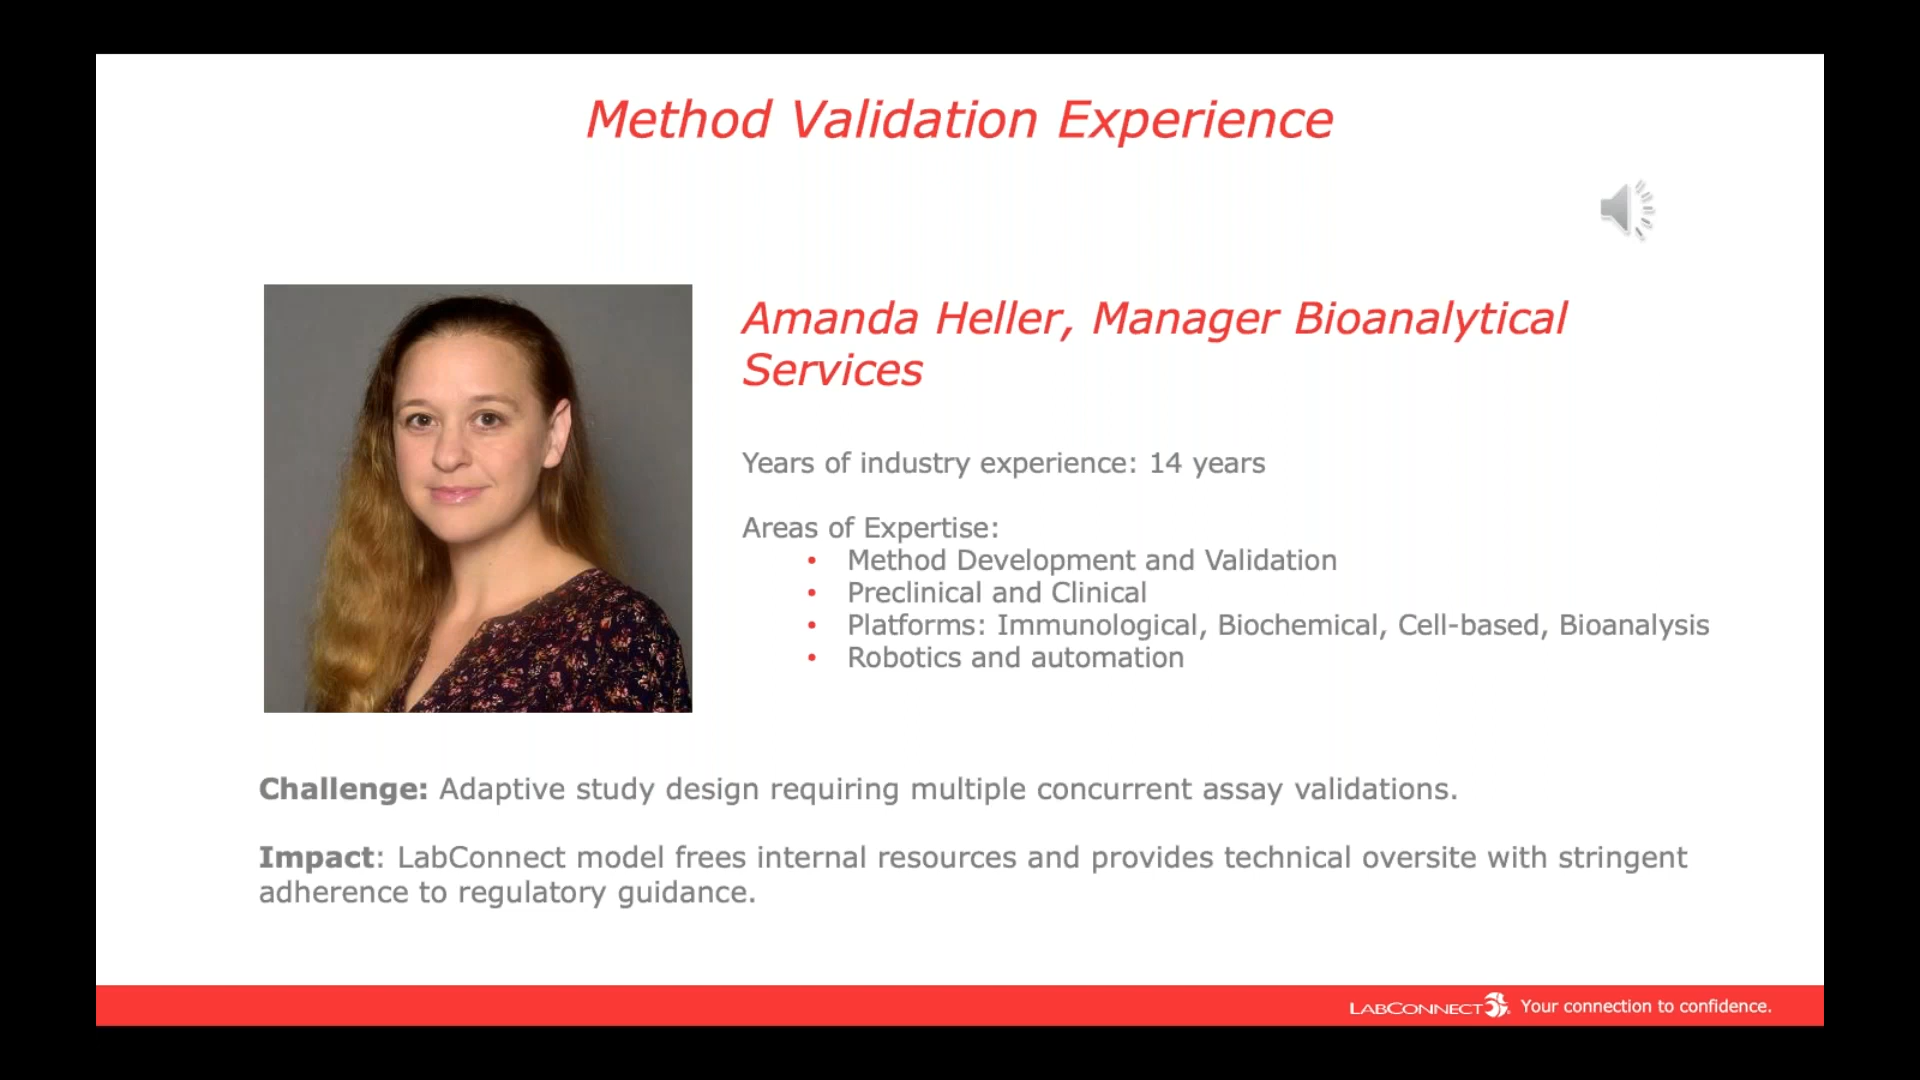 Method Validation Experience
Amanda Heller, Manager Bioanalytical
Services
Years of industry experience: 14 years
Areas of Expertise:
• Method Development and Validation
• Preclinical and Clinical
• Platforms: Immunological, Biochemical, Cell-based, Bioanalysis
• Robotics and automation
Challenge: Adaptive study design requiring multiple concurrent assay validations.
Impact: LabConnect model frees internal resources and provides technical oversite with stringent
adherence to regulatory guidance.
LABCONNECT Your connection to confidence.